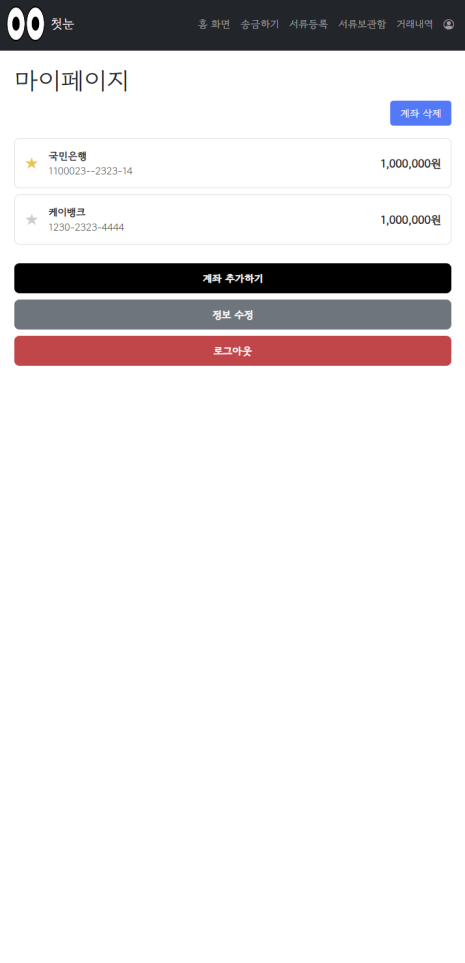 첫눈 홈 화면 송금하기 서류등록 서류보관함 거래내역
마이페이지
계좌 삭제
국민은행
1100023--2323-14
1,000,000원
케이뱅크
1230-2323-4444
1,000,000원
계좌 추가하기
정보 수정
로그아웃